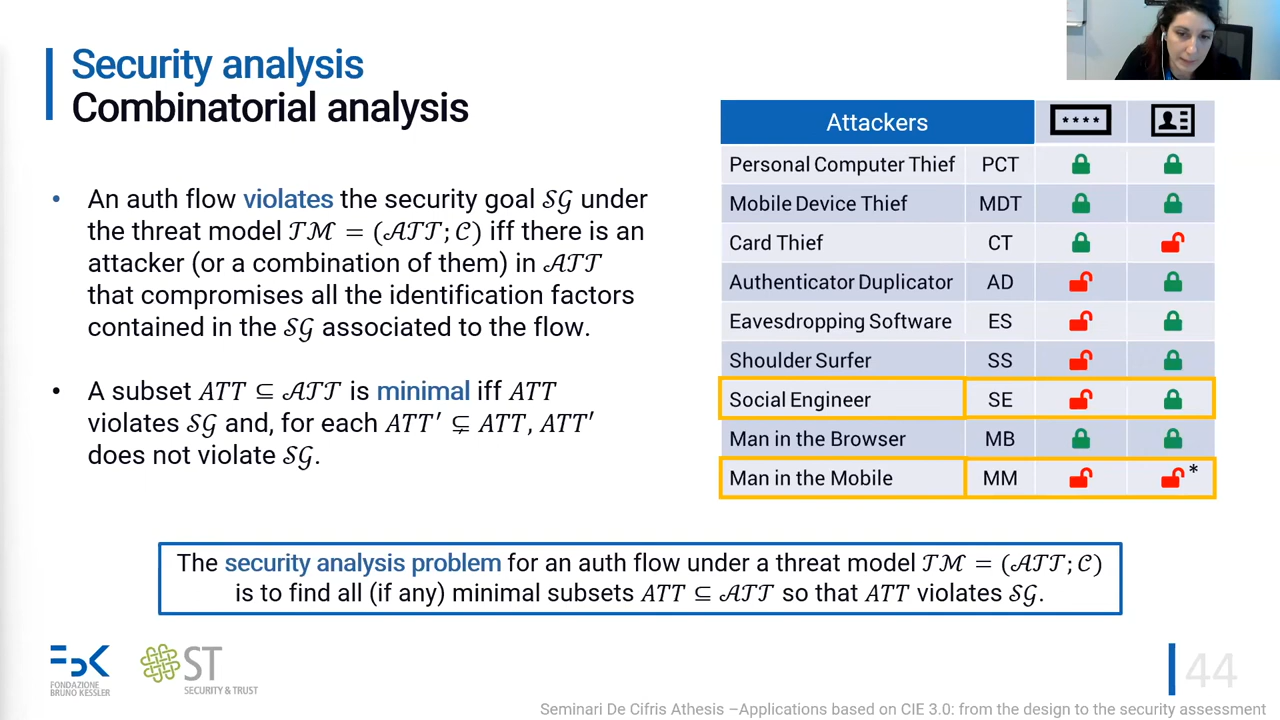 Security analysis
Combinatorial analysis
• An auth flow violates the security goal 𝒮𝒢 under
the threat model 𝒯ℳ = (𝒜𝒯𝒯; 𝒞) iff there is an
attacker (or a combination of them) in 𝒜𝒯𝒯
that compromises all the identification factors
contained in the 𝒮𝒢 associated to the flow.
• A subset 𝐴𝑇𝑇 ⊆ 𝒜𝒯𝒯 is minimal iff 𝐴𝑇𝑇
violates 𝒮𝒢 and, for each 𝐴𝑇𝑇′ ⊊ 𝐴𝑇𝑇, 𝐴𝑇𝑇′
does not violate 𝒮𝒢.
Attackers ****
Personal Computer Thief PCT
Mobile Device Thief MDT
Card Thief CT
Authenticator Duplicator AD
Eavesdropping Software ES
Shoulder Surfer SS
Social Engineer SE
Man in the Browser MB
Man in the Mobile MM *
The security analysis problem for an auth flow under a threat model 𝒯ℳ = (𝒜𝒯𝒯; 𝒞)
is to find all (if any) minimal subsets 𝐴𝑇𝑇 ⊆ 𝒜𝒯𝒯 so that 𝐴𝑇𝑇 violates 𝒮𝒢.
FBK
FONDAZIONE
BRUNO KESSLER
ST
SECURITY & TRUST
44
Seminari De Cifris Athesis –Applications based on CIE 3.0: from the design to the security assessment